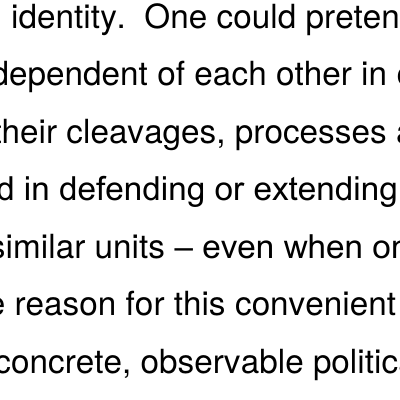 identity.  One could preten
dependent of each other in
their cleavages, processes
d in defending or extending
similar units – even when or
e reason for this convenient
concrete, observable politic